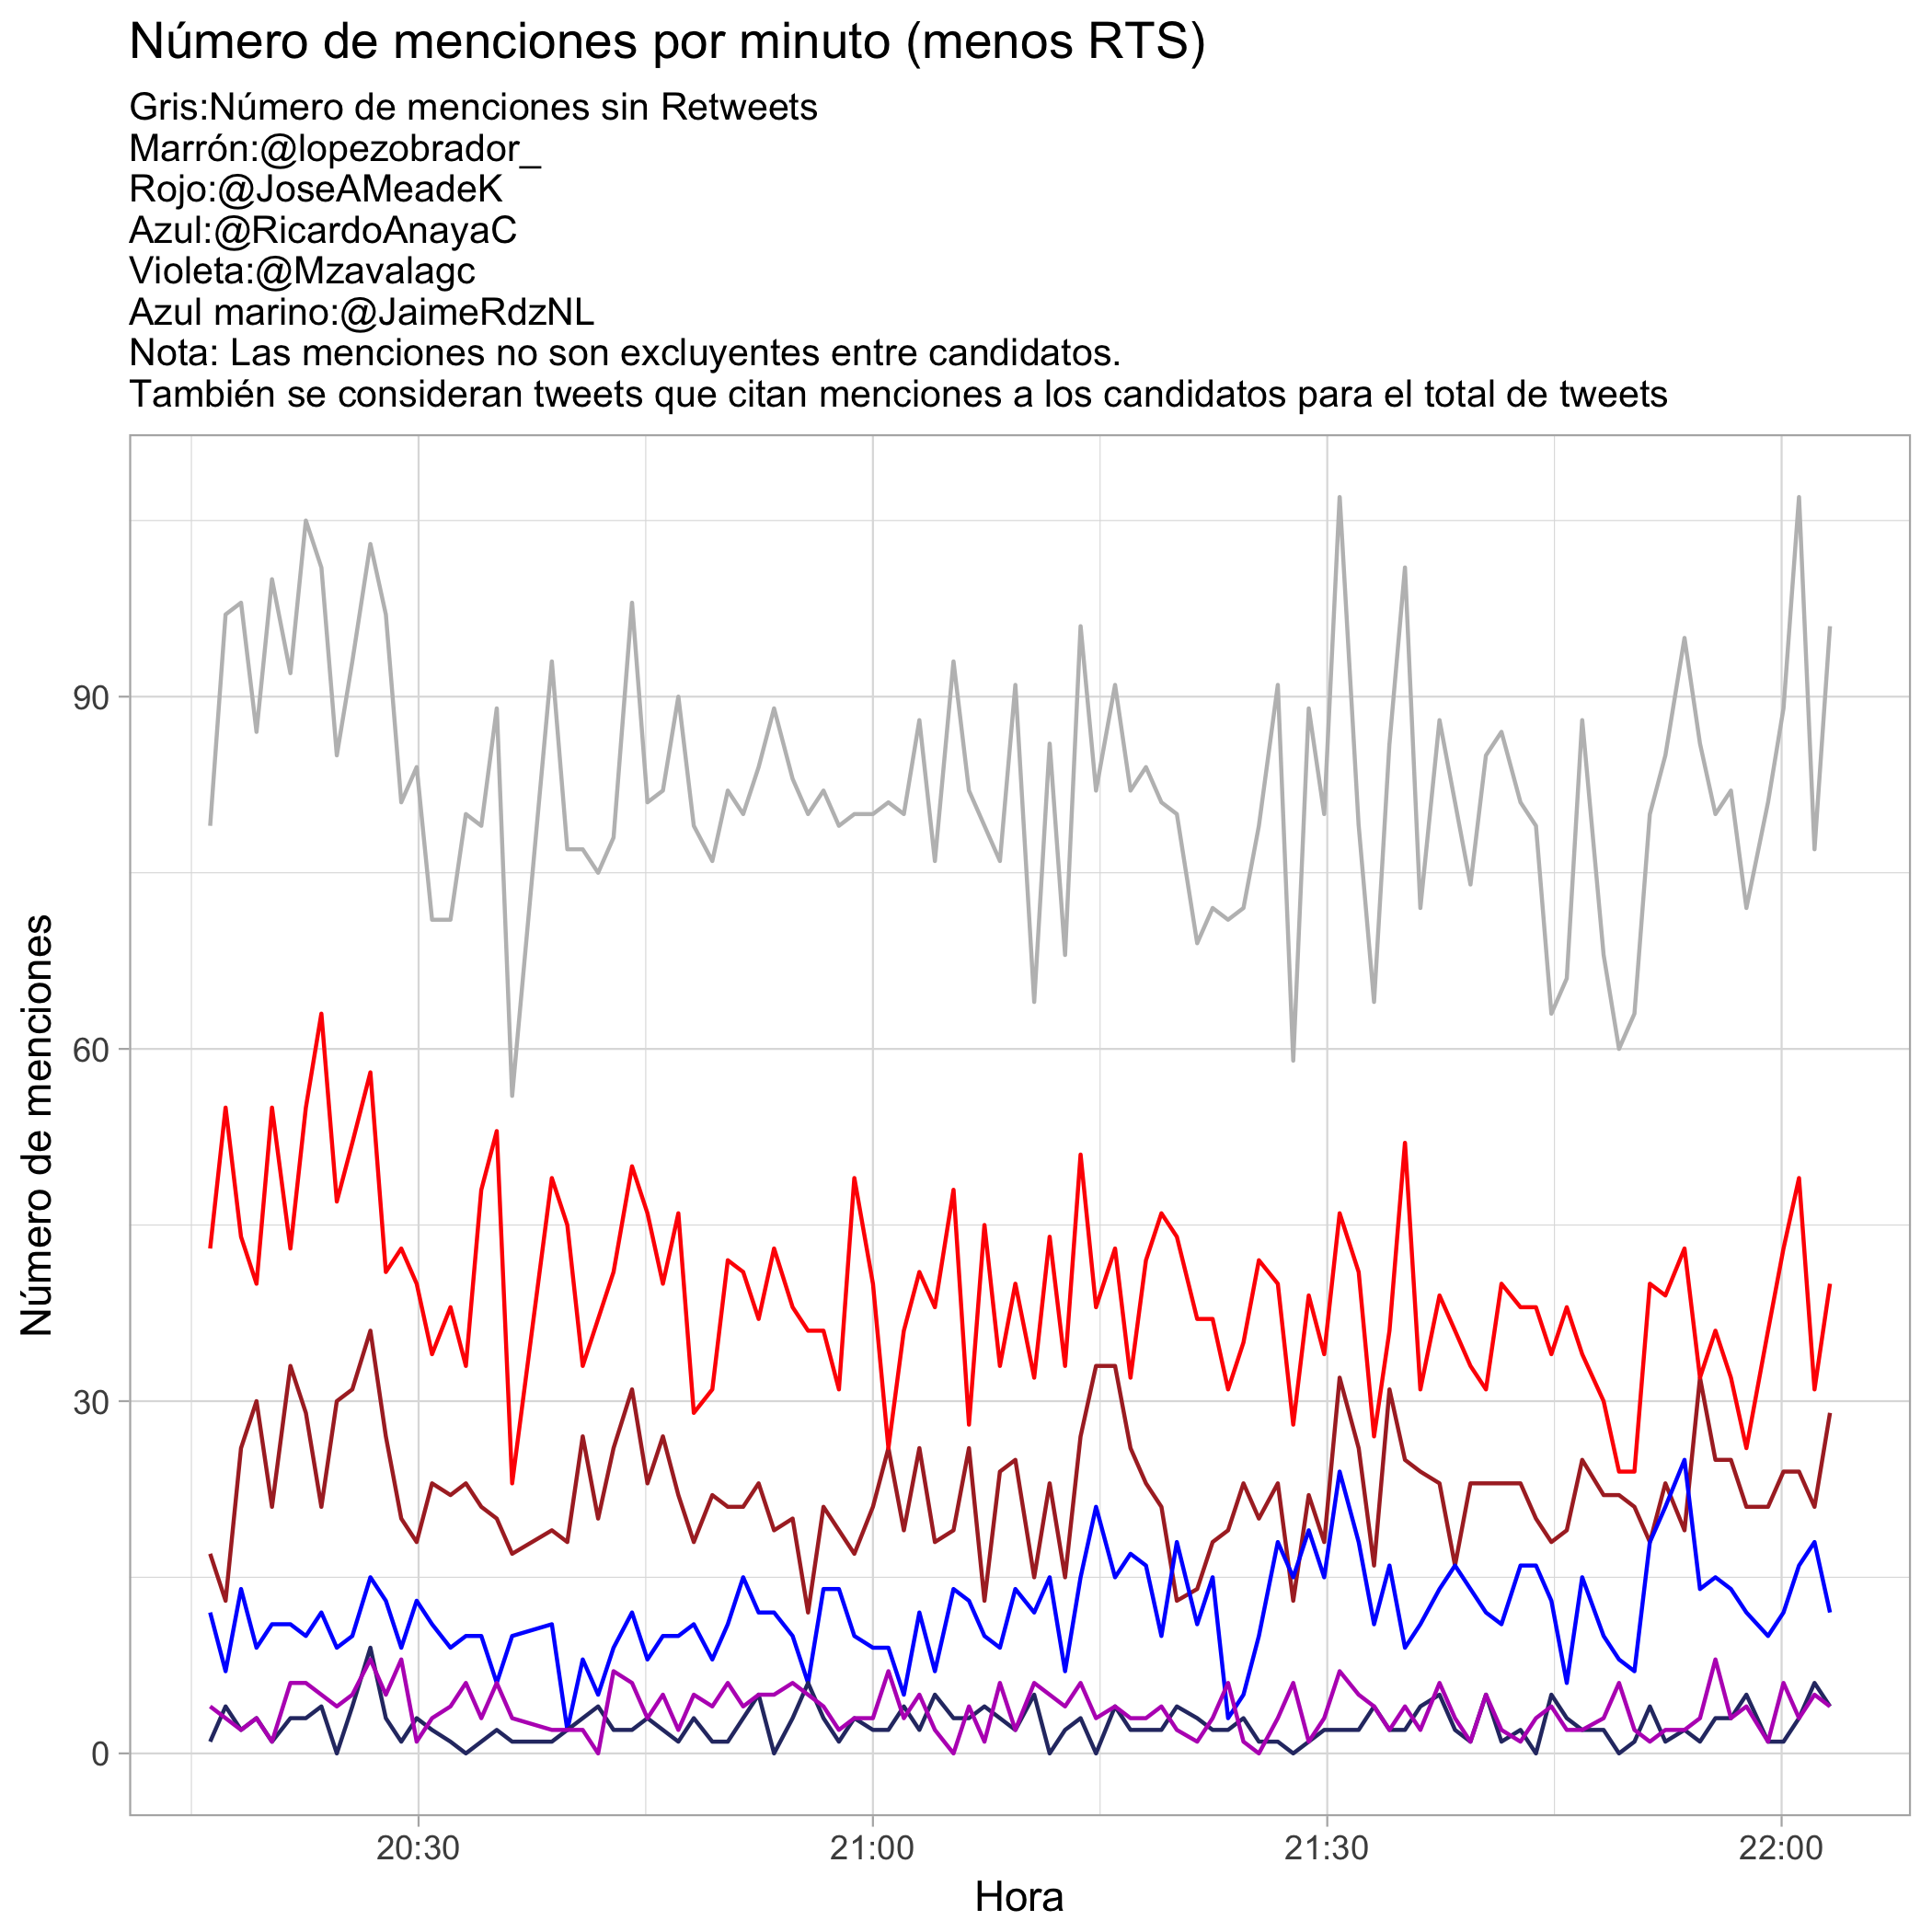 Número de menciones por minuto (menos RTS)
Gris:Número de menciones sin Retweets
Marrón:@lopezobrador_
Rojo:@JoseAMeadeK
Azul:@RicardoAnayaC
Violeta:@Mzavalagc
Azul marino:@JaimeRdzNL
Nota: Las menciones no son excluyentes entre candidatos.
También se consideran tweets que citan menciones a los candidatos para el total de tweets
Número de menciones
90
60
30
0
20:30
21:00
21:30
22:00
Hora